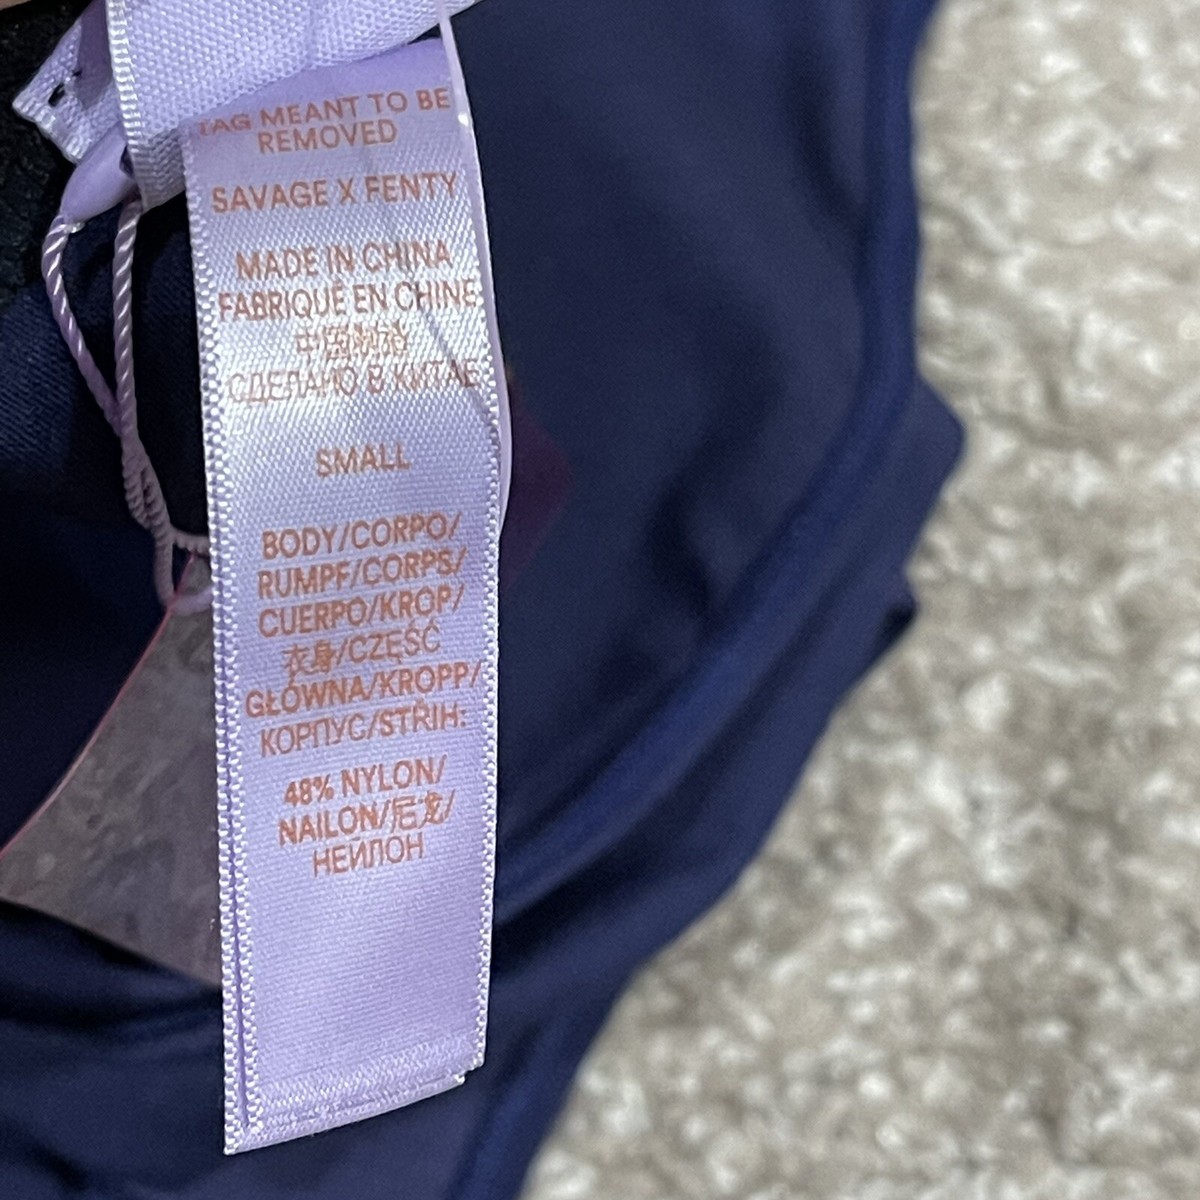 TAG MEANT TO BE
REMOVED
SAVAGE X FENTY
MADE IN CHINA
FABRIQUÉ EN CHINE
中国制造
СДЕЛАНО В КИТАЕ
SMALL
BODY/CORPO/
RUMPF/CORPS/
CUERPO/KROP/
衣身/CZĘŚĆ
GŁÓWNA/KROPP/
КОРПУС/STŘIH:
48% NYLON/
NAILON/尼龙/
НЕЙЛОН